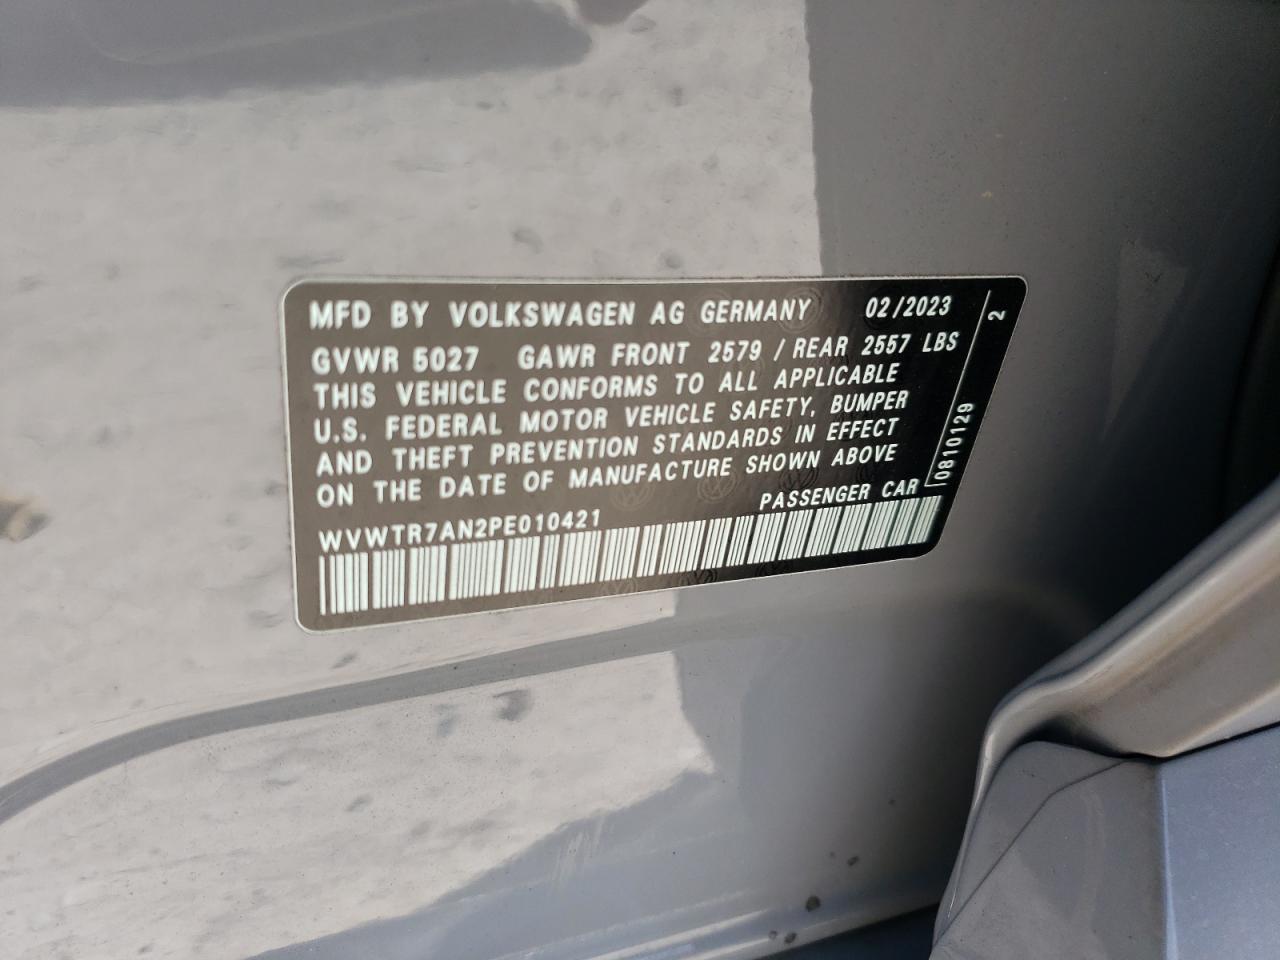 MFD BY VOLKSWAGEN AG GERMANY 02/2023
GVWR 5027 GAWR FRONT 2579 / REAR 2557 LBS
THIS VEHICLE CONFORMS TO ALL APPLICABLE
U.S. FEDERAL MOTOR VEHICLE SAFETY, BUMPER
AND THEFT PREVENTION STANDARDS IN EFFECT
ON THE DATE OF MANUFACTURE SHOWN ABOVE
PASSENGER CAR
WVWTR7AN2PE010421
0810129
2